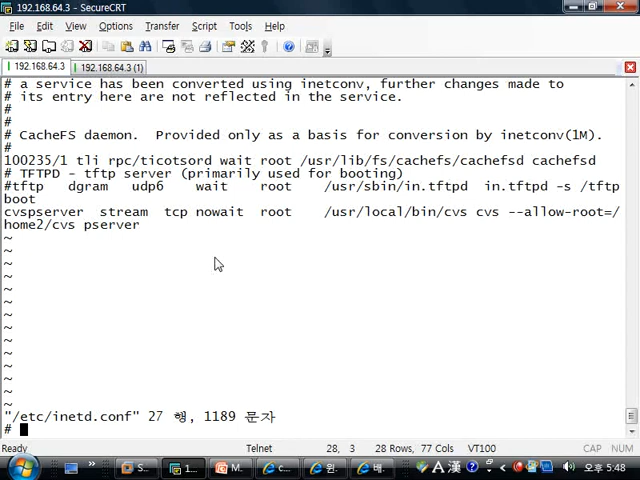 192.168.64.3 - SecureCRT
File Edit View Options Transfer Script Tools Help
192.168.64.3 192.168.64.3 (1)
# a service has been converted using inetconv, further changes made to
# its entry here are not reflected in the service.
#
#
# CacheFS daemon.  Provided only as a basis for conversion by inetconv(1M).
#
100235/1 tli rpc/ticotsord wait root /usr/lib/fs/cachefs/cachefsd cachefsd
# TFTPD - tftp server (primarily used for booting)
#tftp   dgram   udp6    wait    root    /usr/sbin/in.tftpd  in.tftpd -s /tftp
boot
cvspserver  stream  tcp nowait  root    /usr/local/bin/cvs cvs --allow-root=/
home2/cvs pserver
~
~
~
~
~
~
~
~
~
~
~
~
~
~
"/etc/inetd.conf" 27 행, 1189 문자
#
Ready Telnet 28, 3 28 Rows, 77 Cols VT100 CAP NUM
S... 1... M... c... 윈... 배... A 漢 오후 5:48